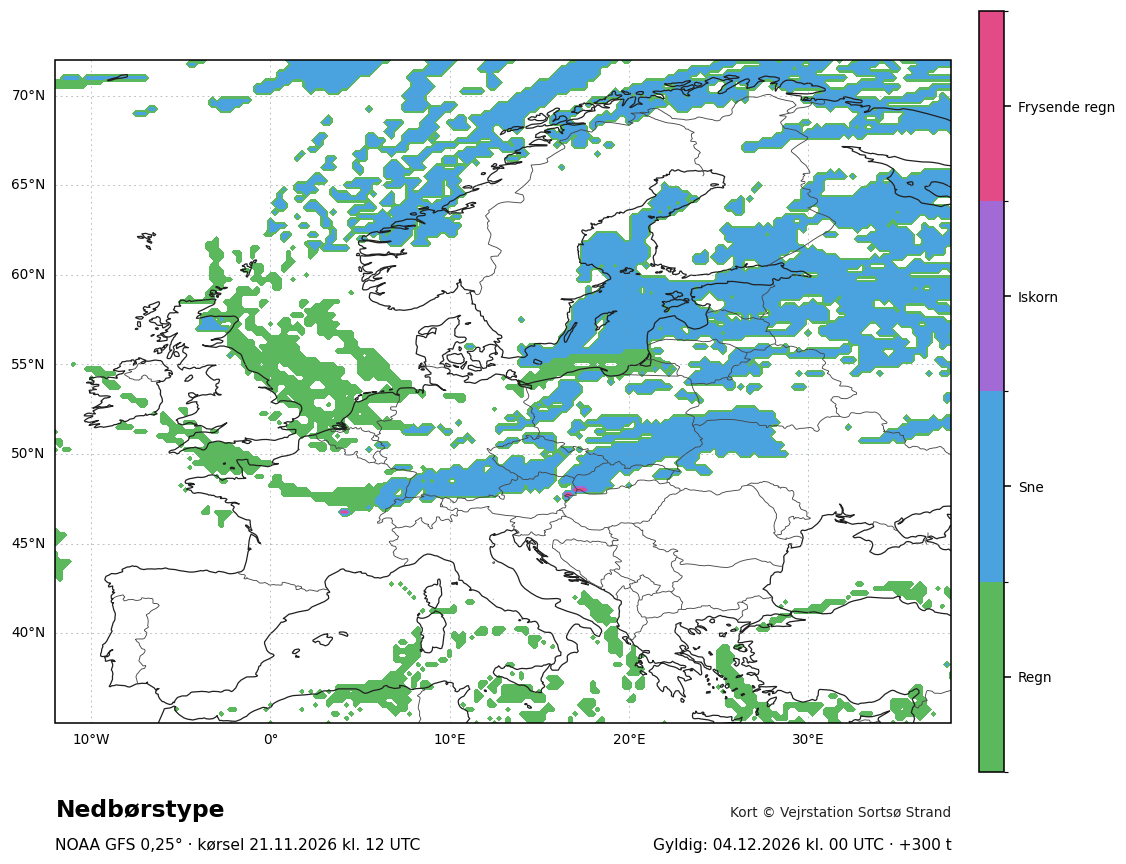 70°N
65°N
60°N
55°N
50°N
45°N
40°N
10°W
0°
10°E
20°E
30°E
Frysende regn
Iskorn
Sne
Regn
Nedbørstype
Kort © Vejrstation Sortsø Strand
NOAA GFS 0,25° · kørsel 21.11.2026 kl. 12 UTC
Gyldig: 04.12.2026 kl. 00 UTC · +300 t